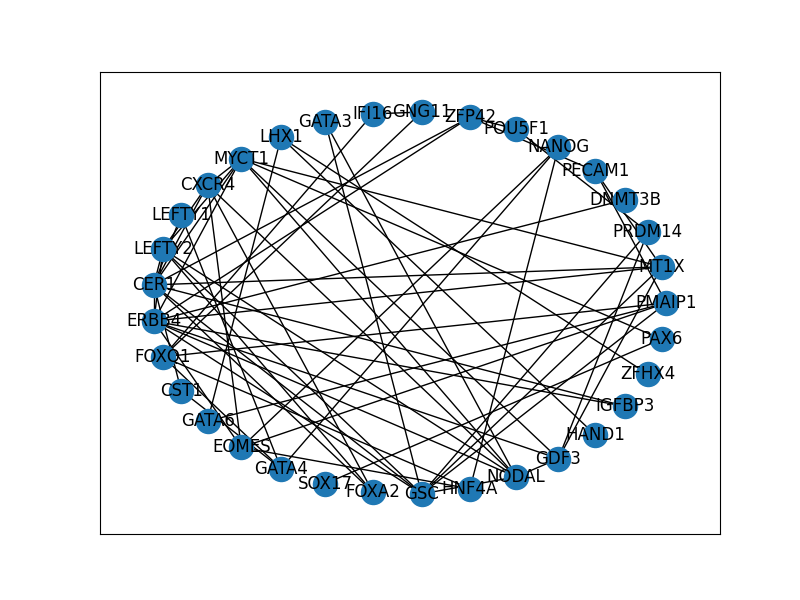 IFI16
GNG11
ZFP42
GATA3
POU5F1
LHX1
NANOG
MYCT1
PECAM1
CXCR4
DNMT3B
LEFTY1
PRDM14
LEFTY2
MT1X
CER1
PMAIP1
ERBB4
PAX6
FOXO1
ZFHX4
CST1
IGFBP3
GATA6
HAND1
EOMES
GDF3
GATA4
NODAL
SOX17
HNF4A
FOXA2
GSC